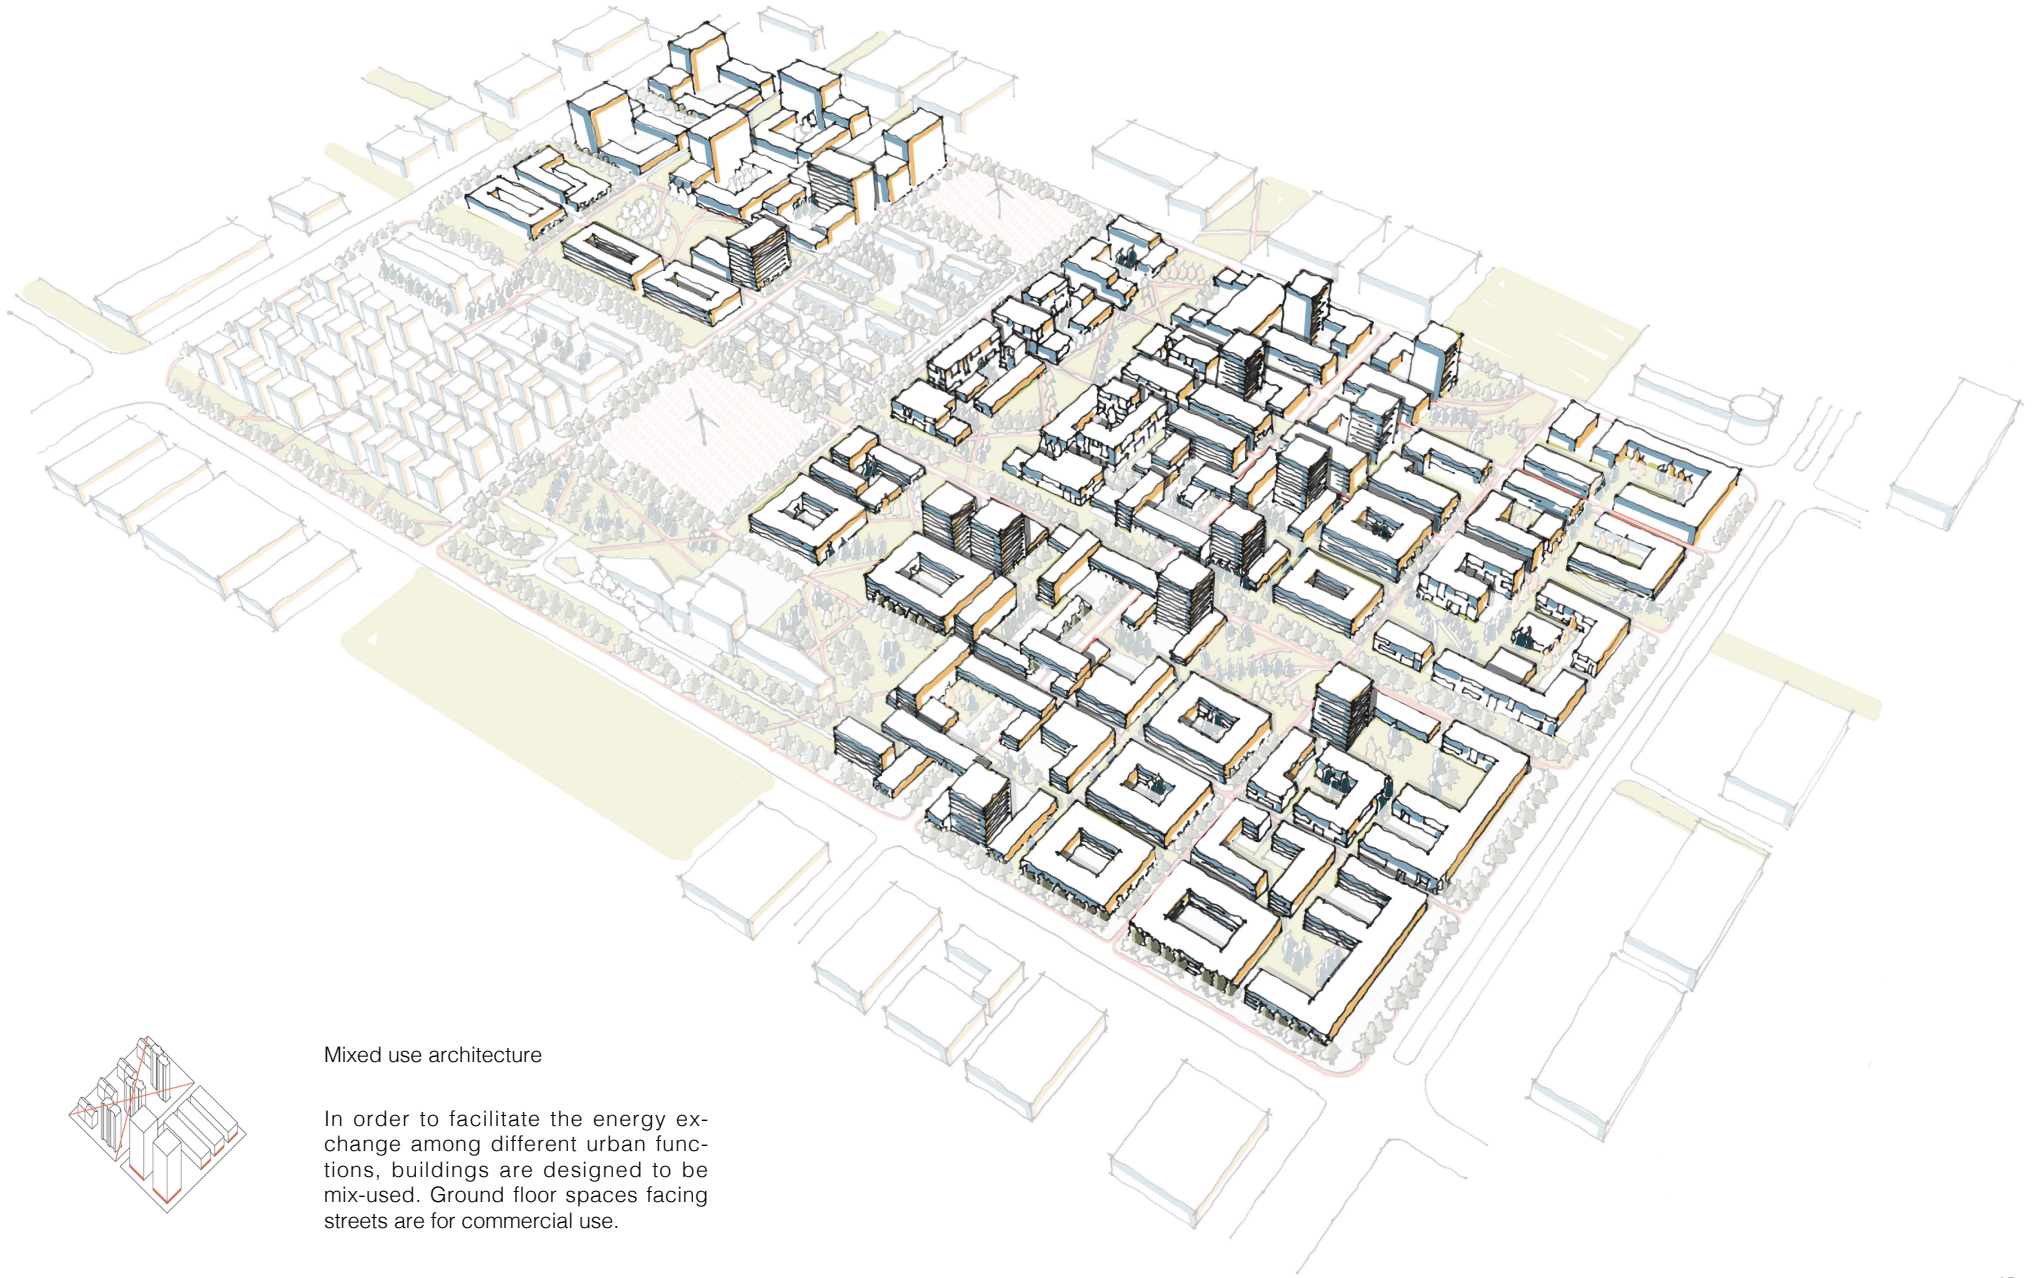 Mixed use architecture
In order to facilitate the energy ex-
change among different urban func-
tions, buildings are designed to be
mix-used. Ground floor spaces facing
streets are for commercial use.